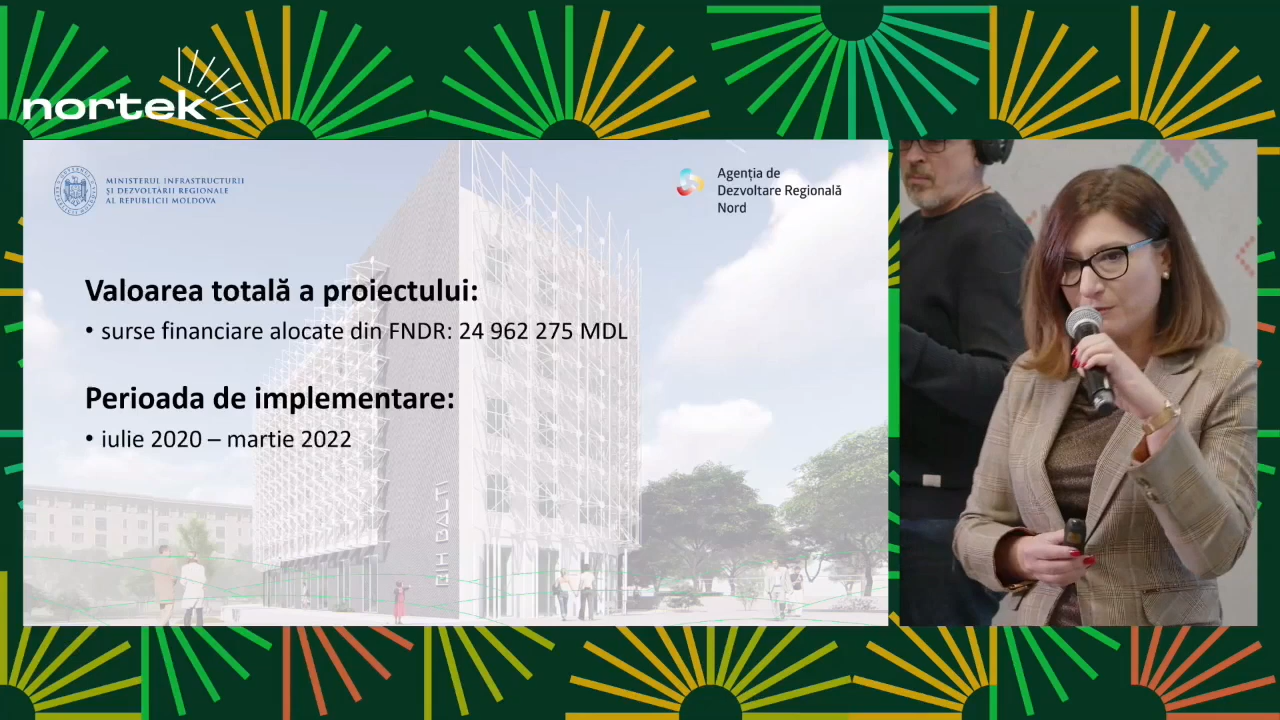 nortek
MINISTERUL INFRASTRUCTURII
ȘI DEZVOLTĂRII REGIONALE
AL REPUBLICII MOLDOVA
Agenția de
Dezvoltare Regională
Nord
Valoarea totală a proiectului:
• surse financiare alocate din FNDR: 24 962 275 MDL
Perioada de implementare:
• iulie 2020 – martie 2022
BIH BALTI